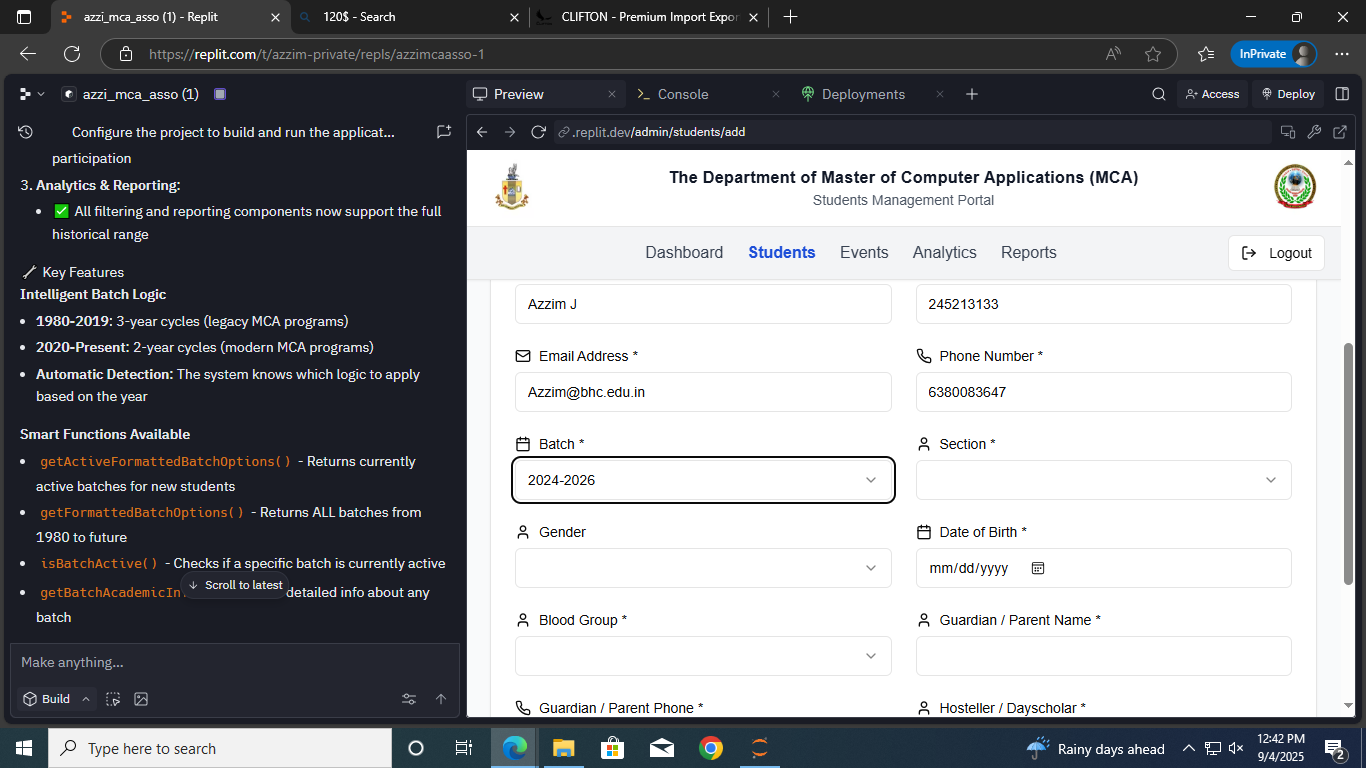 azzi_mca_asso (1) - Replit
120$ - Search
CLIFTON - Premium Import Expor
https://replit.com/t/azzim-private/repls/azzimcaasso-1
InPrivate
azzi_mca_asso (1)
Preview
Console
Deployments
Access
Deploy
Configure the project to build and run the applicat...
participation
3. Analytics & Reporting:
✅ All filtering and reporting components now support the full
historical range
Key Features
Intelligent Batch Logic
1980-2019: 3-year cycles (legacy MCA programs)
2020-Present: 2-year cycles (modern MCA programs)
Automatic Detection: The system knows which logic to apply
based on the year
Smart Functions Available
getActiveFormattedBatchOptions() - Returns currently
active batches for new students
getFormattedBatchOptions() - Returns ALL batches from
1980 to future
isBatchActive() - Checks if a specific batch is currently active
Scroll to latest
getBatchAcademicIn detailed info about any
batch
Make anything...
Build
.replit.dev/admin/students/add
The Department of Master of Computer Applications (MCA)
Students Management Portal
Dashboard
Students
Events
Analytics
Reports
Logout
Azzim J
245213133
Email Address *
Phone Number *
Azzim@bhc.edu.in
6380083647
Batch *
Section *
2024-2026
Gender
Date of Birth *
mm/dd/yyyy
Blood Group *
Guardian / Parent Name *
Guardian / Parent Phone *
Hosteller / Dayscholar *
Type here to search
Rainy days ahead
12:42 PM
9/4/2025
2